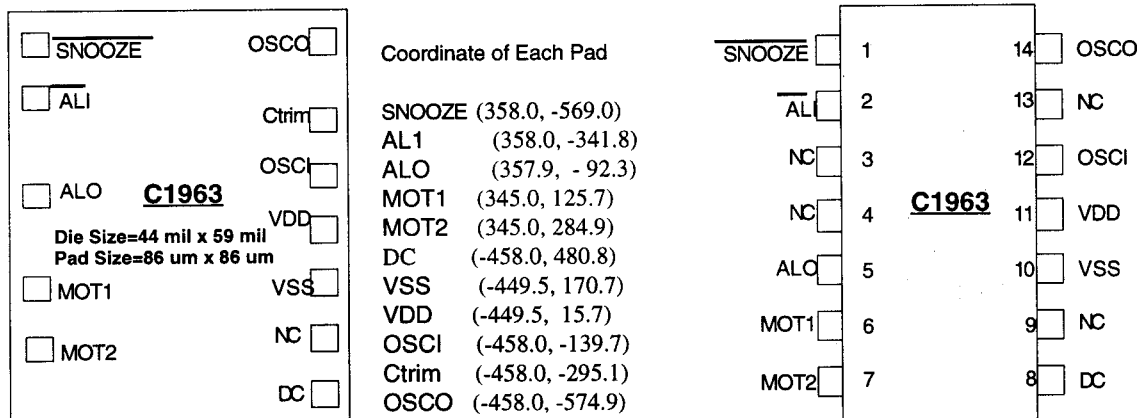 SNOOZE OSCO
ALI
Ctrim
OSCI
ALO C1963
VDD
Die Size=44 mil x 59 mil
Pad Size=86 um x 86 um
MOT1 VSS
NC
MOT2
DC
Coordinate of Each Pad
SNOOZE (358.0, -569.0)
AL1 (358.0, -341.8)
ALO (357.9, - 92.3)
MOT1 (345.0, 125.7)
MOT2 (345.0, 284.9)
DC (-458.0, 480.8)
VSS (-449.5, 170.7)
VDD (-449.5, 15.7)
OSCI (-458.0, -139.7)
Ctrim (-458.0, -295.1)
OSCO (-458.0, -574.9)
SNOOZE 1 14 OSCO
ALI 2 13 NC
NC 3 12 OSCI
C1963
NC 4 11 VDD
ALO 5 10 VSS
MOT1 6 9 NC
MOT2 7 8 DC